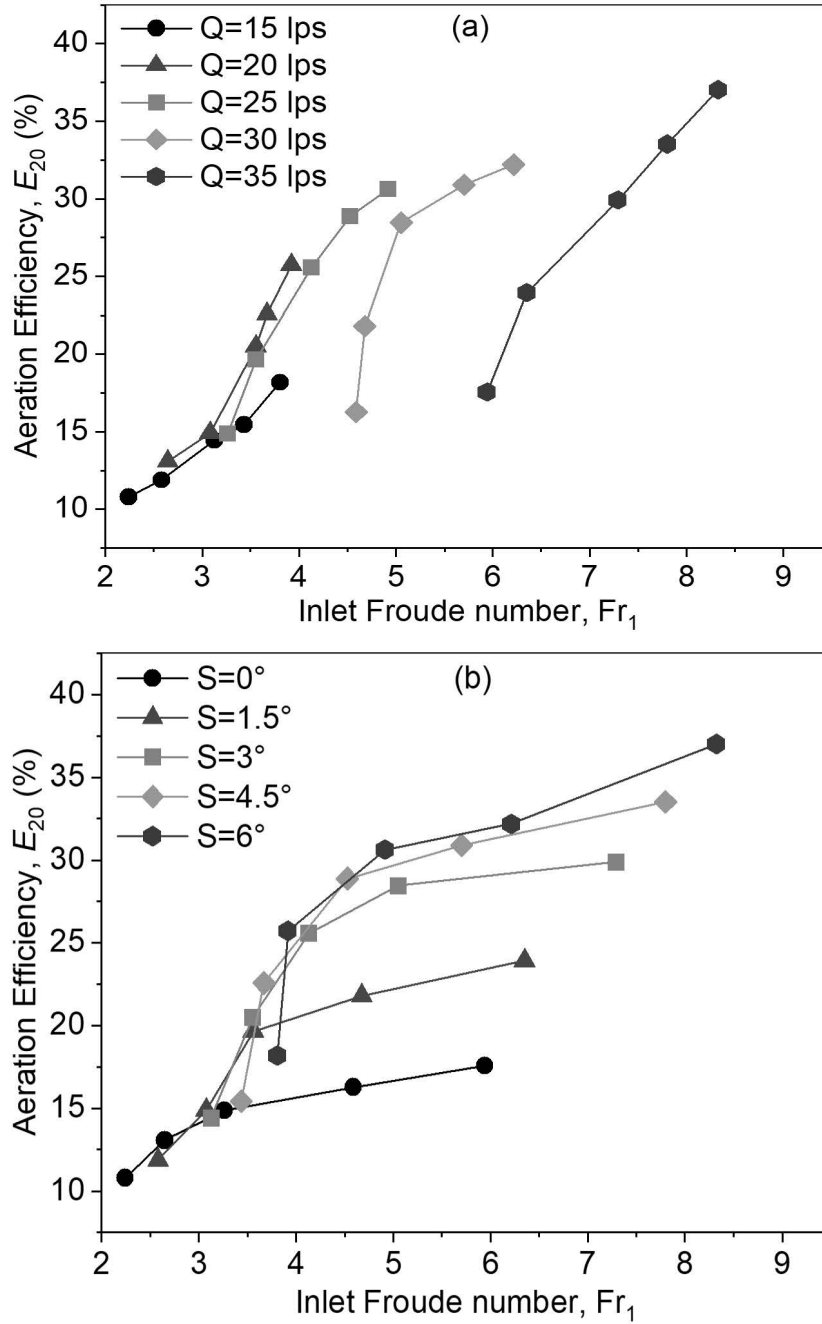 (a)
Q=15 lps
Q=20 lps
Q=25 lps
Q=30 lps
Q=35 lps
Aeration Efficiency, E20 (%)
40
35
30
25
20
15
10
2 3 4 5 6 7 8 9
Inlet Froude number, Fr1
(b)
S=0°
S=1.5°
S=3°
S=4.5°
S=6°
Aeration Efficiency, E20 (%)
40
35
30
25
20
15
10
2 3 4 5 6 7 8 9
Inlet Froude number, Fr1